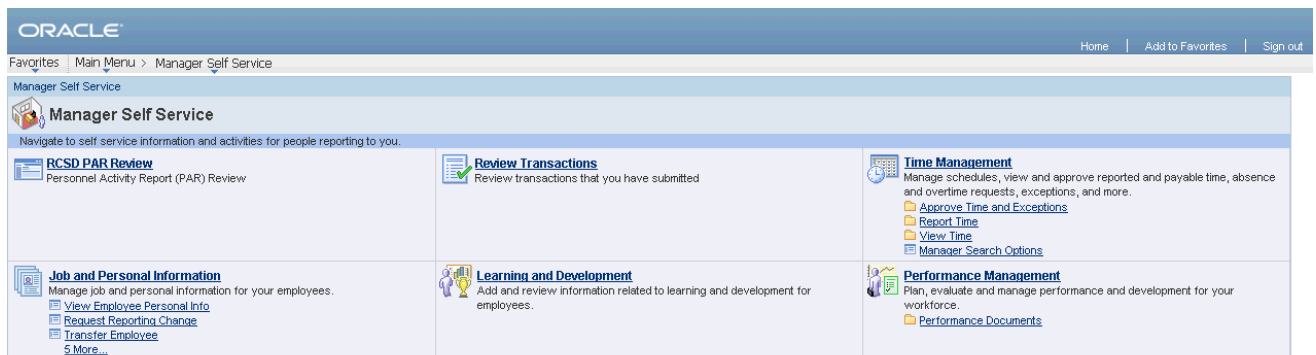 ORACLE
Home | Add to Favorites | Sign out
Favorites Main Menu > Manager Self Service
Manager Self Service
Manager Self Service
Navigate to self service information and activities for people reporting to you.
RCSD PAR Review
Personnel Activity Report (PAR) Review
Review Transactions
Review transactions that you have submitted
Time Management
Manage schedules, view and approve reported and payable time, absence
and overtime requests, exceptions, and more.
Approve Time and Exceptions
Report Time
View Time
Manager Search Options
Job and Personal Information
Manage job and personal information for your employees.
View Employee Personal Info
Request Reporting Change
Transfer Employee
5 More...
Learning and Development
Add and review information related to learning and development for
employees.
Performance Management
Plan, evaluate and manage performance and development for your
workforce.
Performance Documents